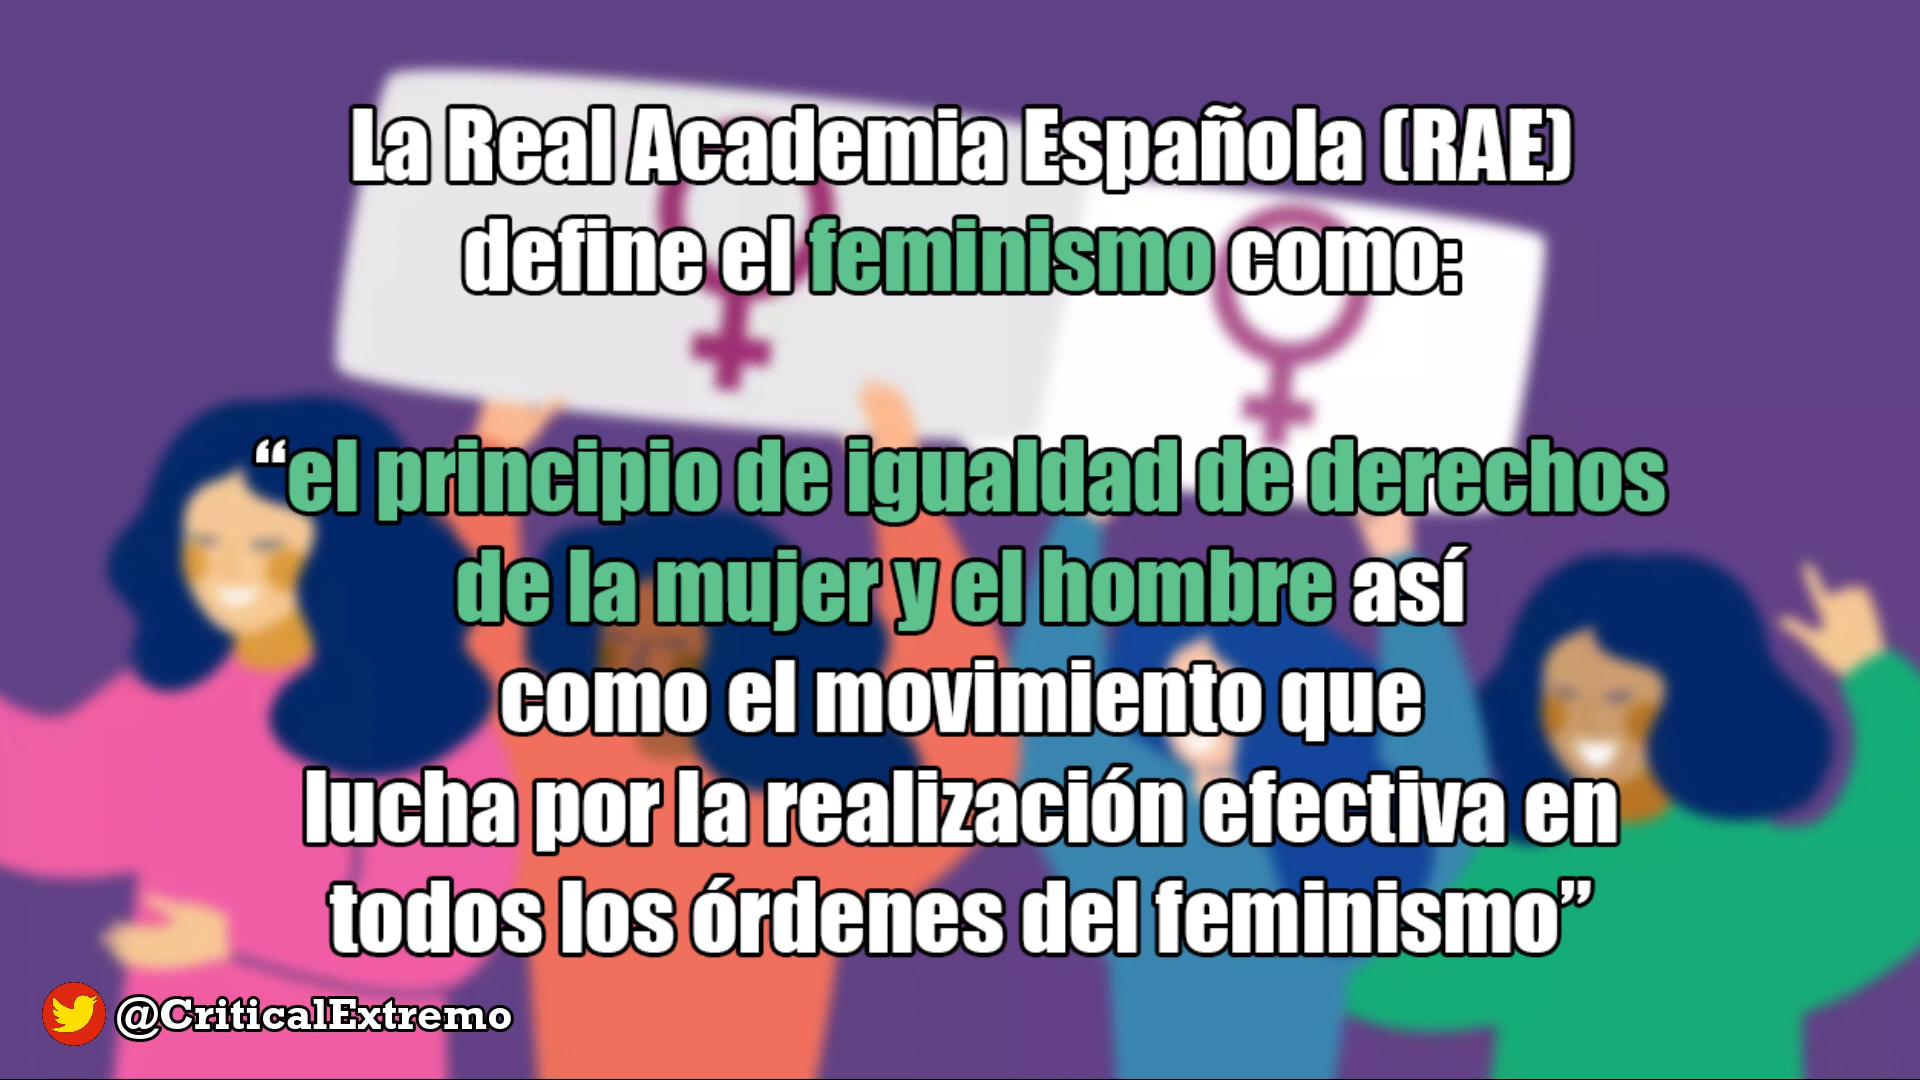 La Real Academia Española (RAE)
define el feminismo como:
“el principio de igualdad de derechos
de la mujer y el hombre así
como el movimiento que
lucha por la realización efectiva en
todos los órdenes del feminismo”
@CriticalExtremo